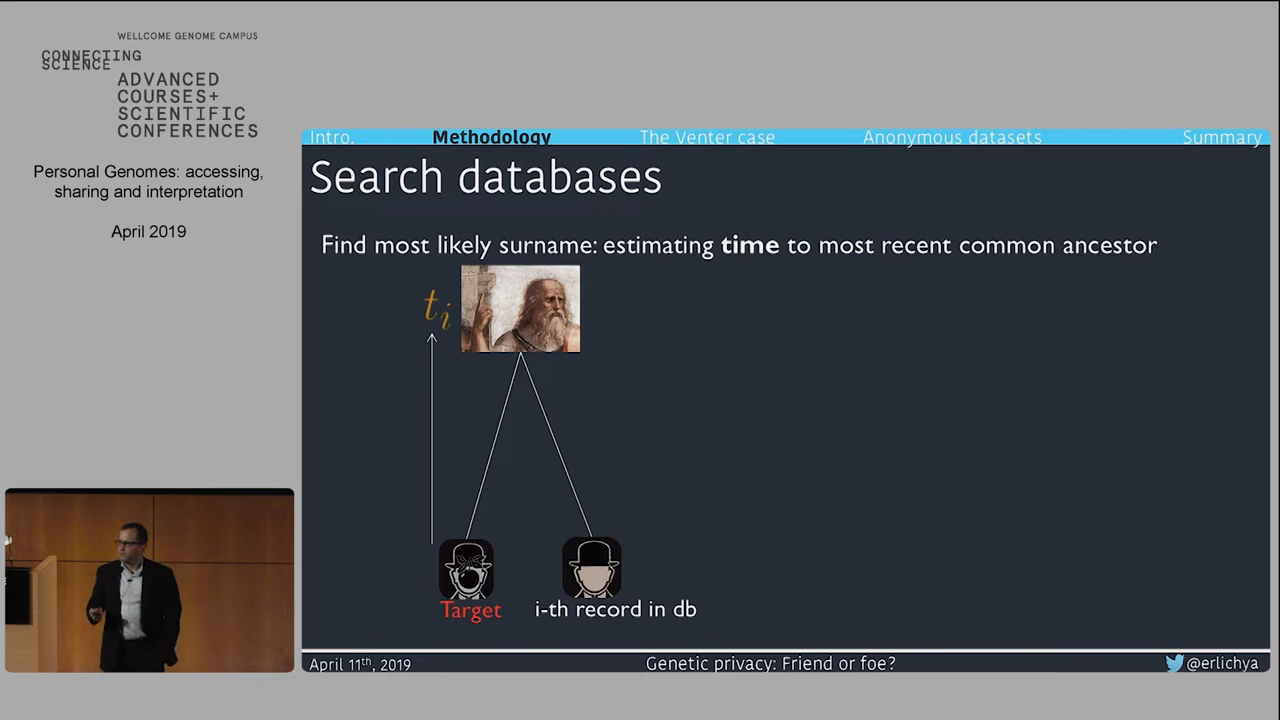 WELLCOME GENOME CAMPUS
CONNECTING
SCIENCE
ADVANCED
COURSES+
SCIENTIFIC
CONFERENCES
Personal Genomes: accessing,
sharing and interpretation
April 2019
Intro. Methodology The Venter case Anonymous datasets Summary
Search databases
Find most likely surname: estimating time to most recent common ancestor
ti
Target i-th record in db
April 11th, 2019 Genetic privacy: Friend or foe? @erlichya